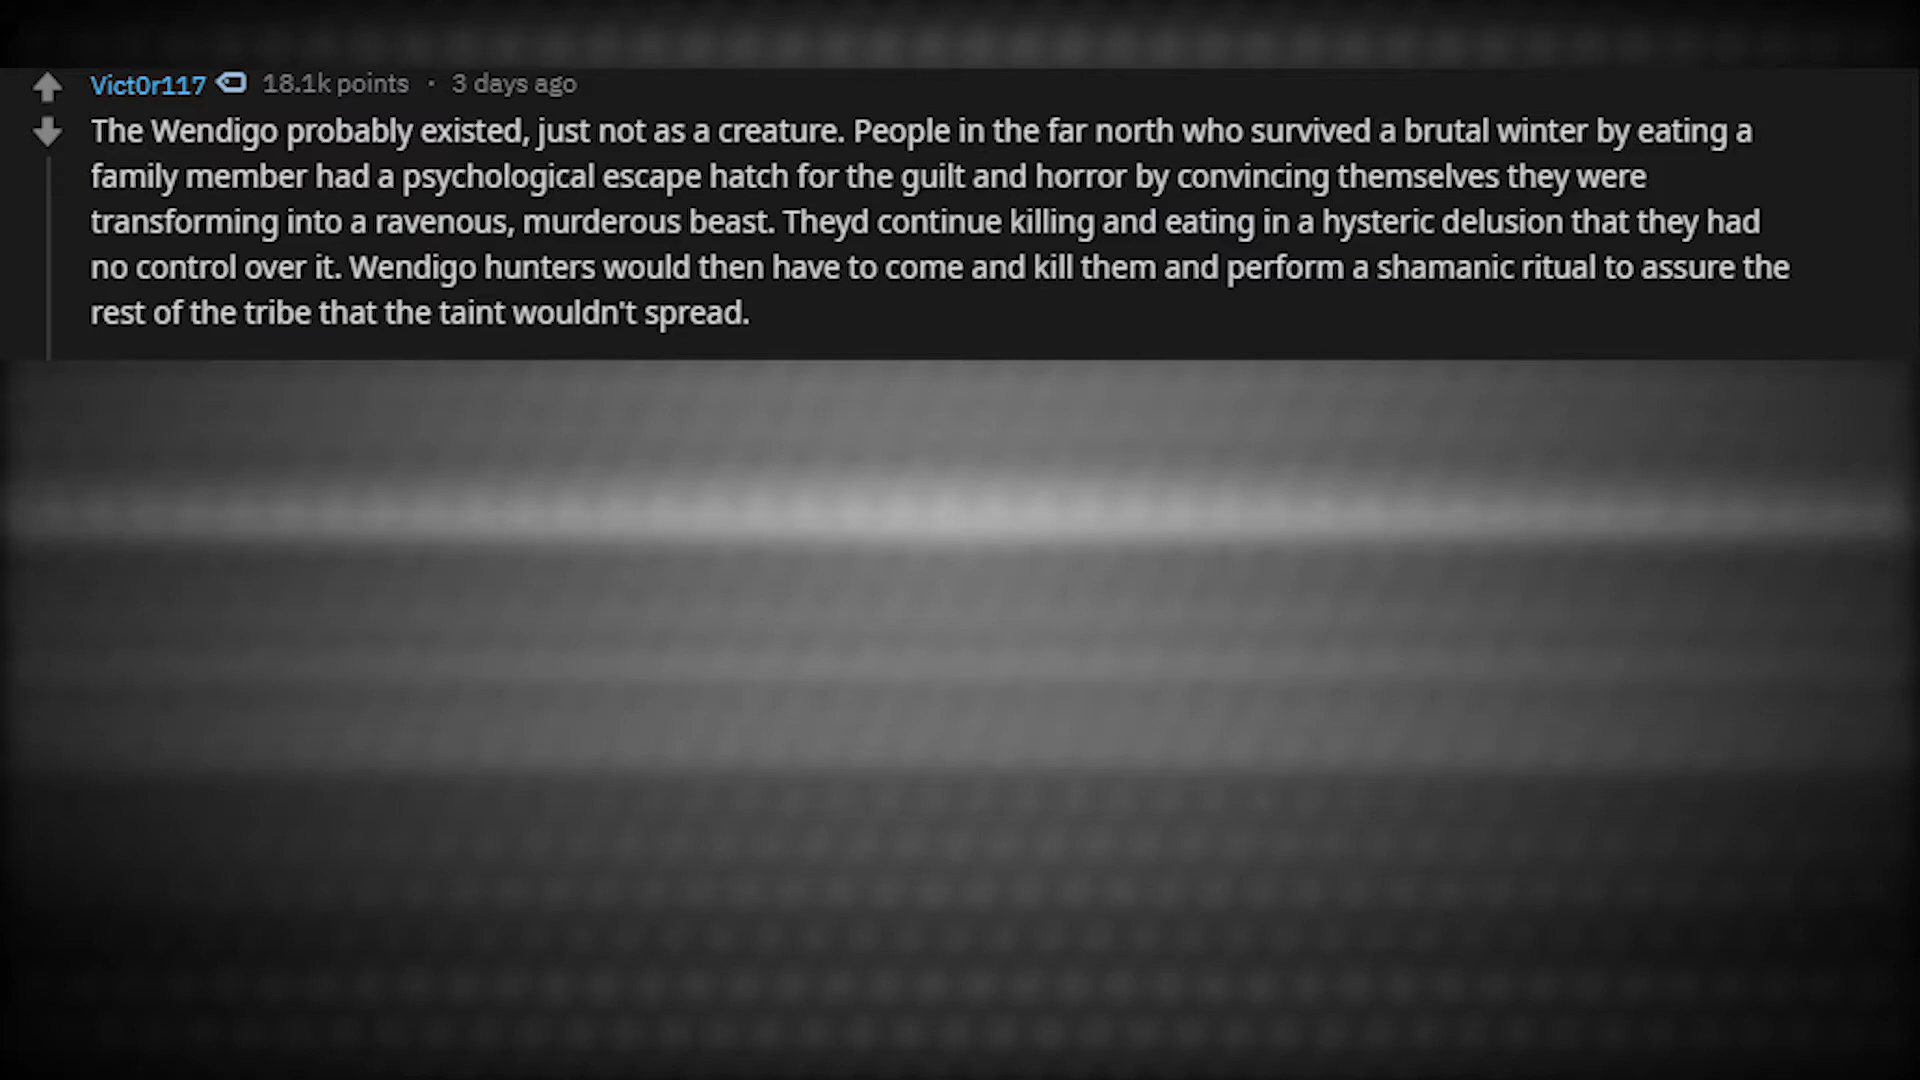 Vict0r117 18.1k points · 3 days ago
The Wendigo probably existed, just not as a creature. People in the far north who survived a brutal winter by eating a
family member had a psychological escape hatch for the guilt and horror by convincing themselves they were
transforming into a ravenous, murderous beast. Theyd continue killing and eating in a hysteric delusion that they had
no control over it. Wendigo hunters would then have to come and kill them and perform a shamanic ritual to assure the
rest of the tribe that the taint wouldn't spread.